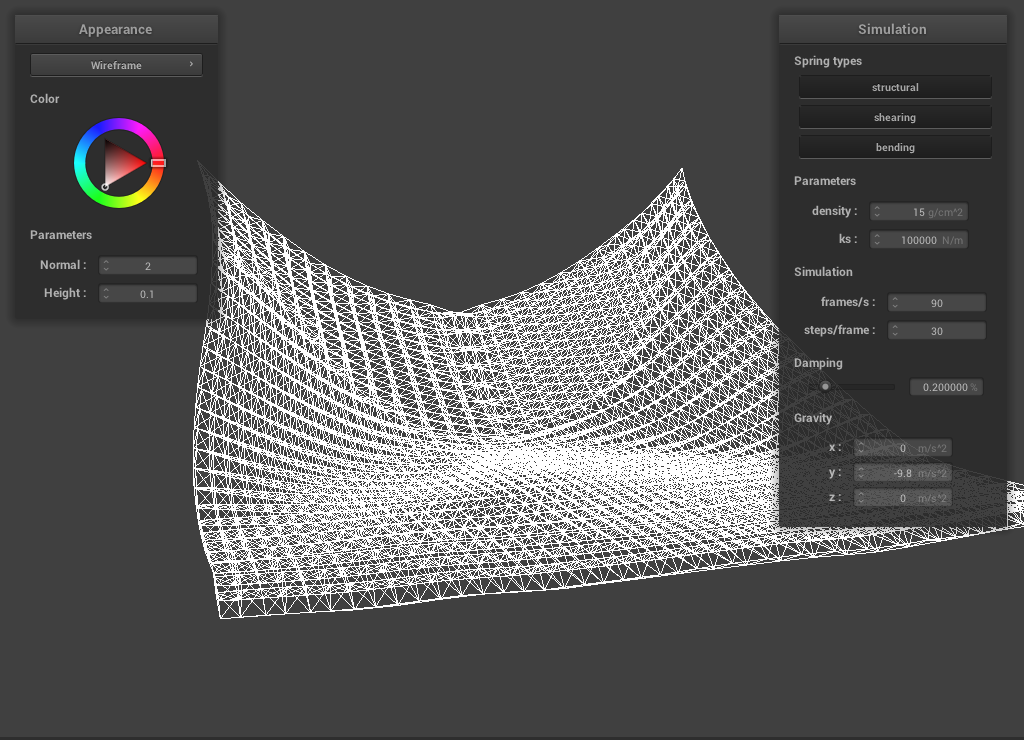 Appearance
Wireframe ›
Color
Parameters
Normal : 2
Height : 0.1
Simulation
Spring types
structural
shearing
bending
Parameters
density : 15 g/cm^2
ks : 100000 N/m
Simulation
frames/s : 90
steps/frame : 30
Damping
0.200000 %
Gravity
x : 0 m/s^2
y : -9.8 m/s^2
z : 0 m/s^2